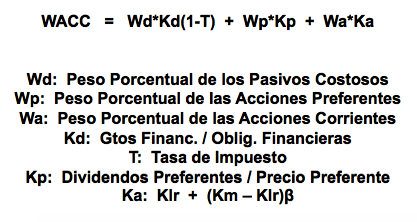 WACC = Wd*Kd(1-T) + Wp*Kp + Wa*Ka
Wd: Peso Porcentual de los Pasivos Costosos
Wp: Peso Porcentual de las Acciones Preferentes
Wa: Peso Porcentual de las Acciones Corrientes
Kd: Gtos Financ. / Oblig. Financieras
T: Tasa de Impuesto
Kp: Dividendos Preferentes / Precio Preferente
Ka: Klr + (Km – Klr)β